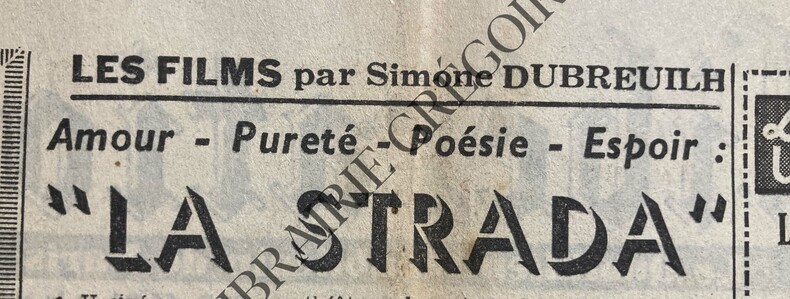 LES FILMS par Simone DUBREUILH
Amour - Pureté - Poésie - Espoir :
"LA STRADA"
LIBRAIRIE GRÉGOIRE